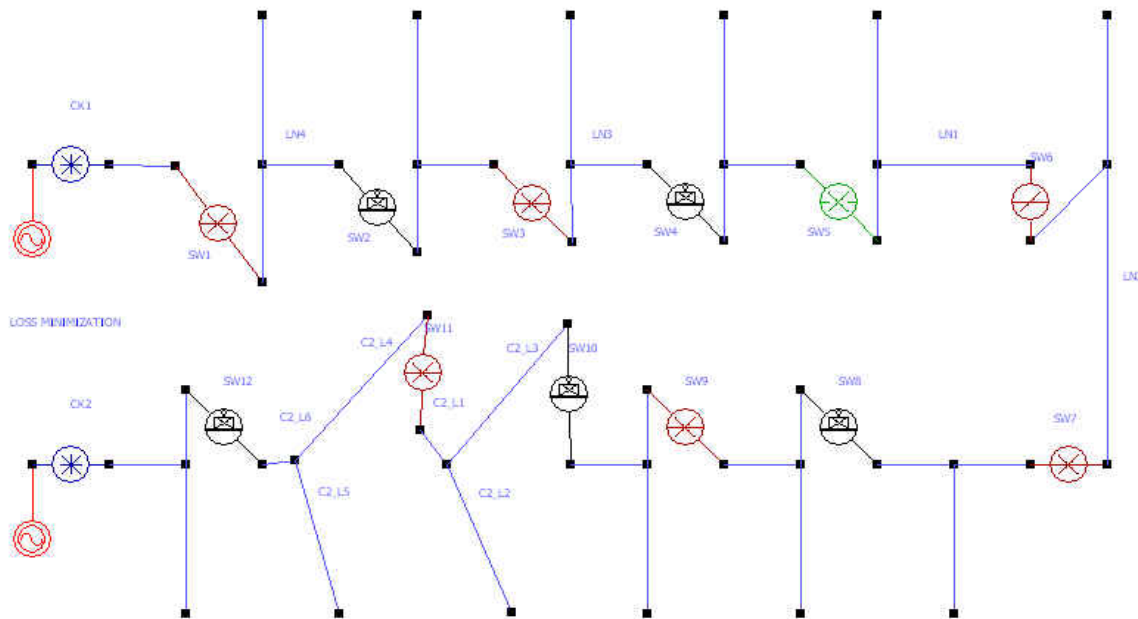 CK1
LN4
LN3
LN1
SW6
SW1
SW2
SW3
SW4
SW5
LN
LOSS MINIMIZATION
SW11
C2_L4
C2_L3
SW10
SW12
SW9
SW8
CK2
C2_L6
C2_L1
SW7
C2_L5
C2_L2